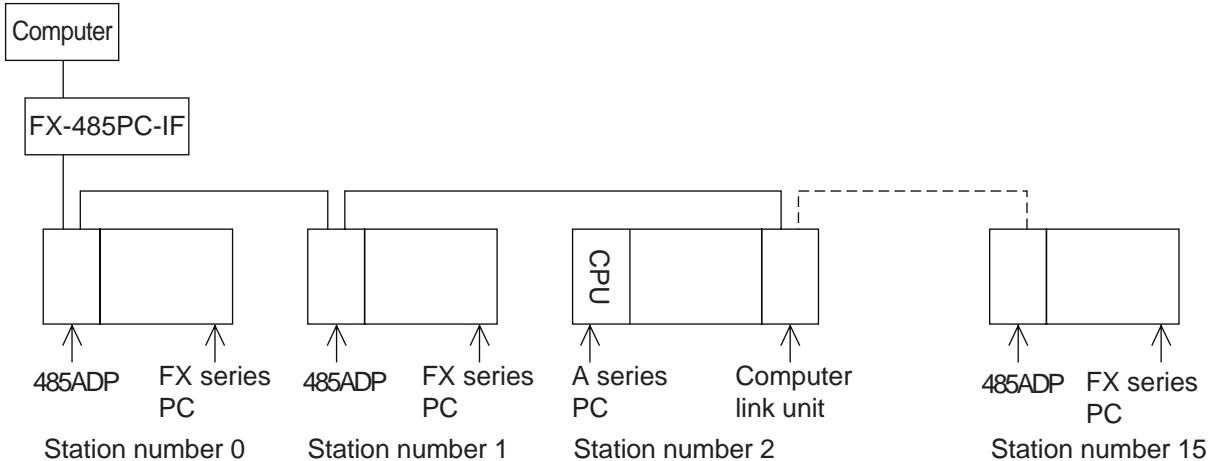 Computer
FX-485PC-IF
CPU
485ADP
FX series
PC
485ADP
FX series
PC
A series
PC
Computer
link unit
485ADP
FX series
PC
Station number 0
Station number 1
Station number 2
Station number 15